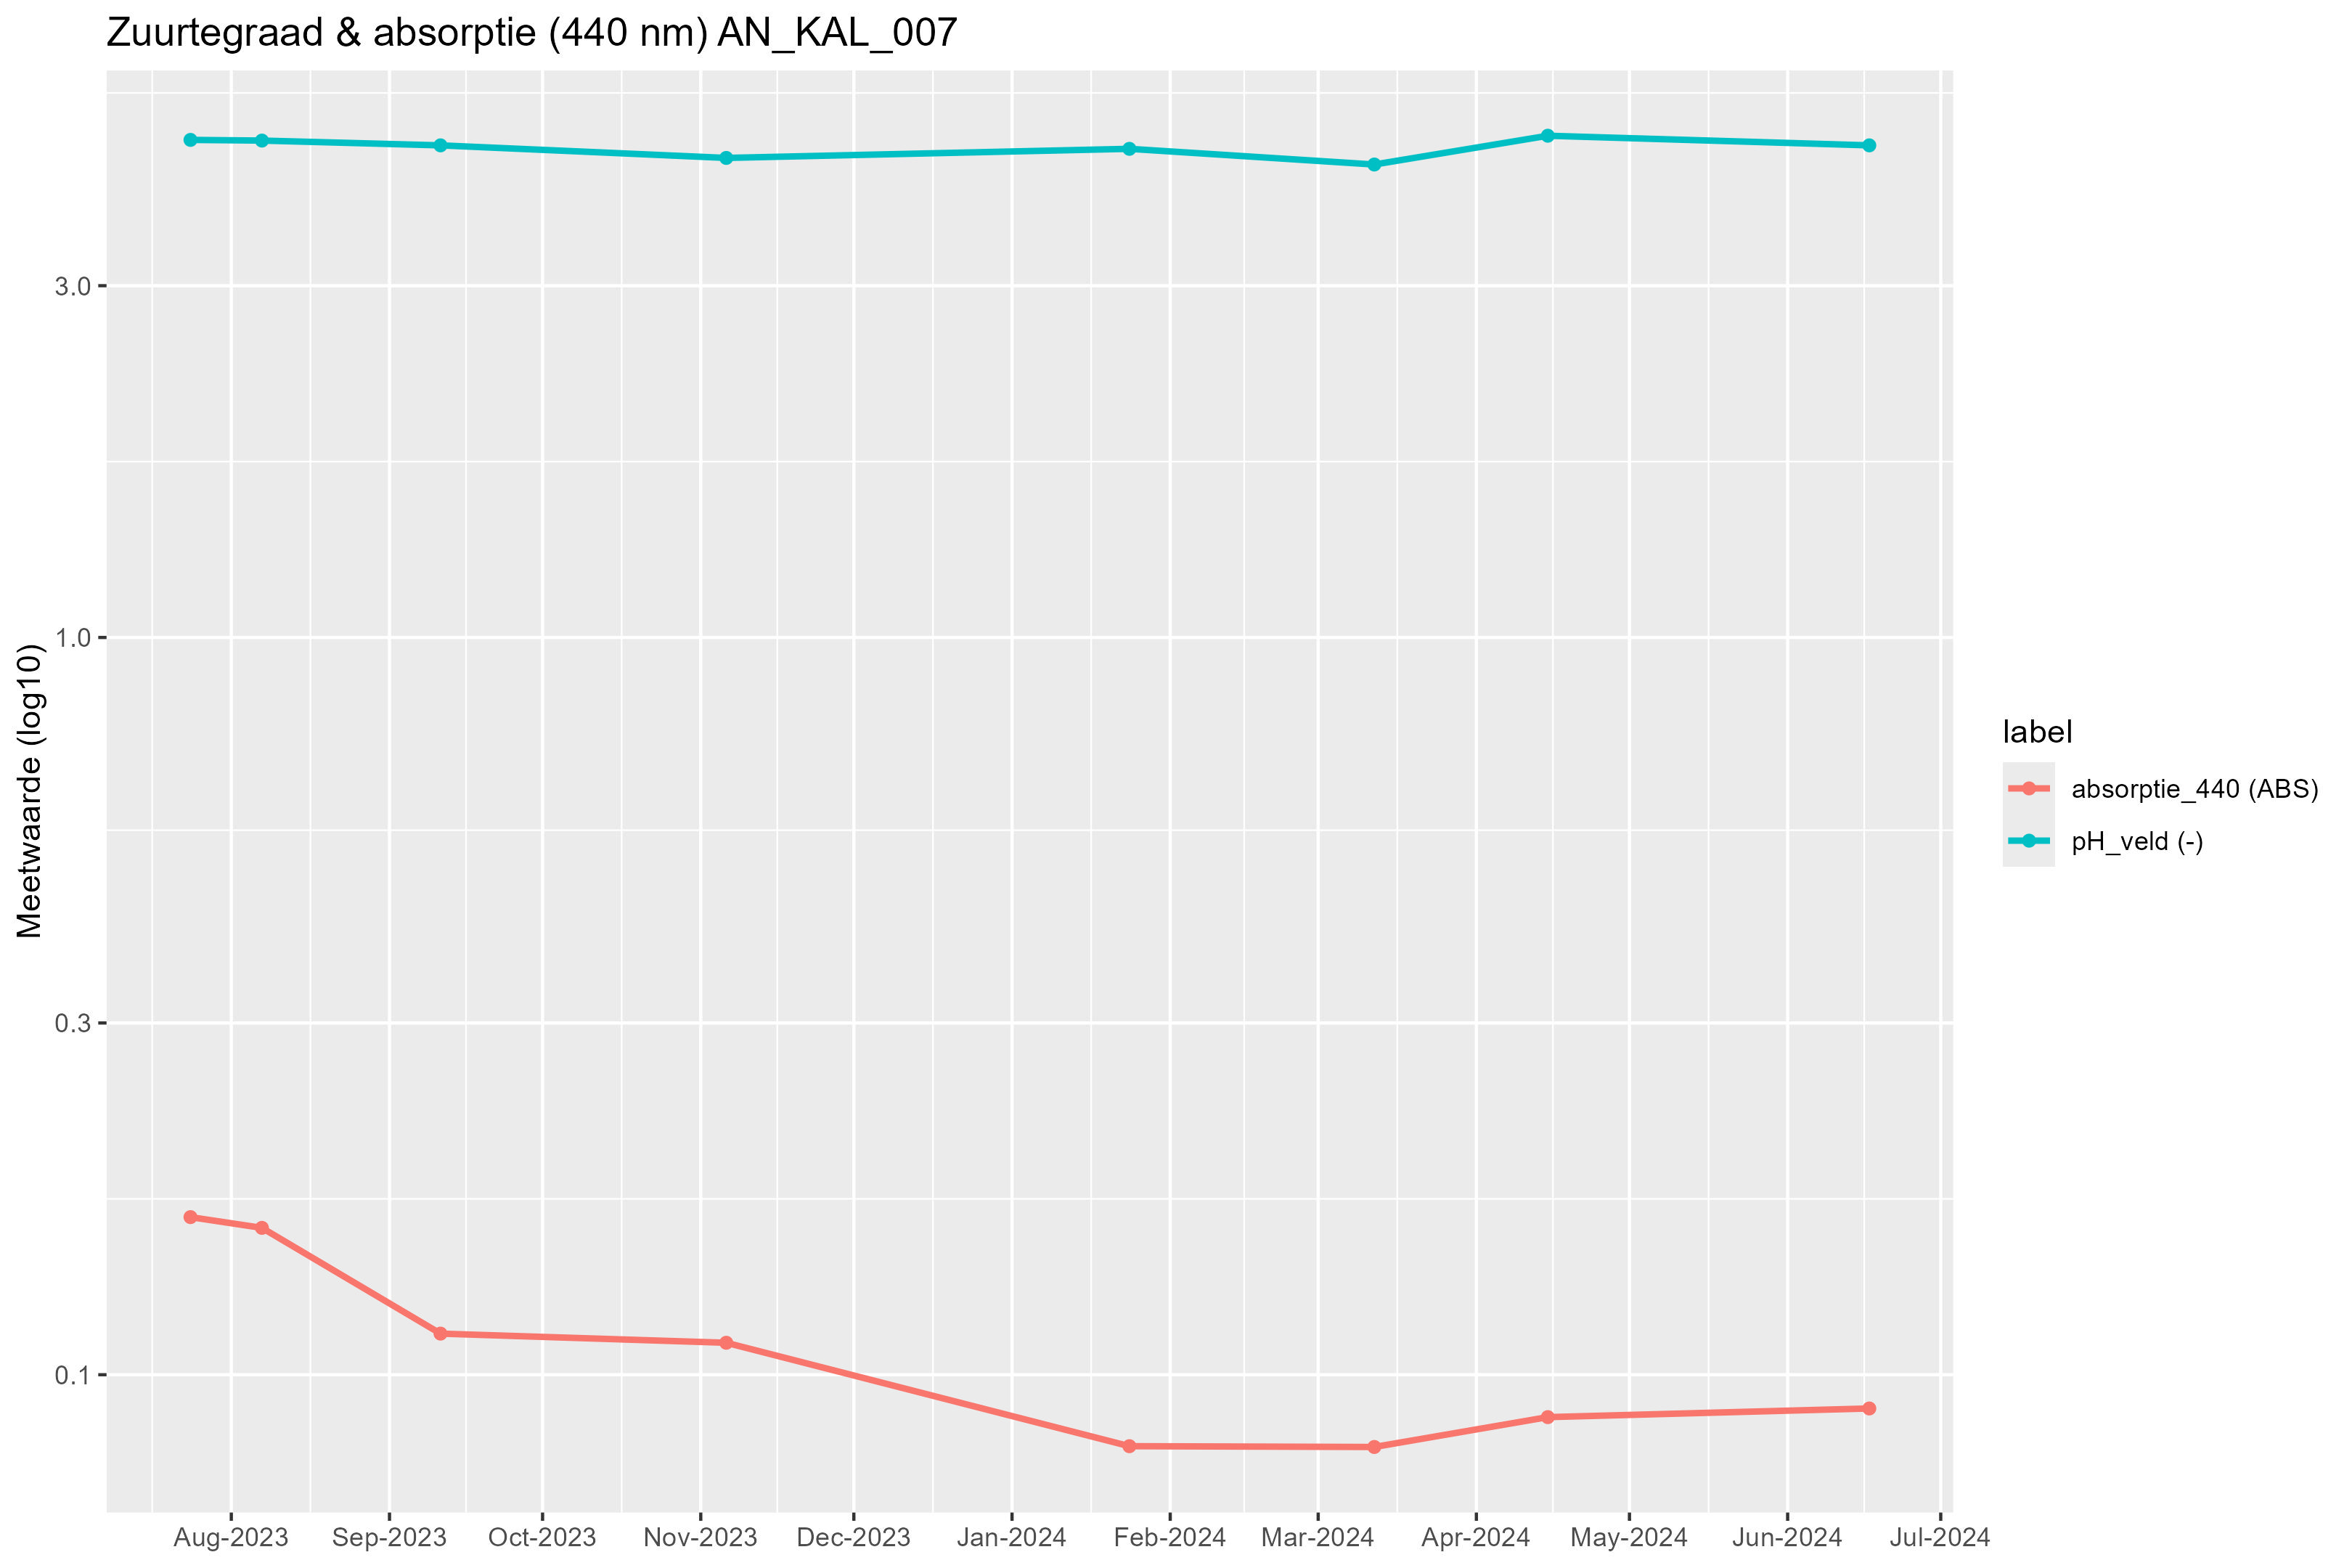 Zuurtegraad & absorptie (440 nm) AN_KAL_007
Meetwaarde (log10)
3.0
1.0
0.3
0.1
Aug-2023
Sep-2023
Oct-2023
Nov-2023
Dec-2023
Jan-2024
Feb-2024
Mar-2024
Apr-2024
May-2024
Jun-2024
Jul-2024
label
absorptie_440 (ABS)
pH_veld (-)